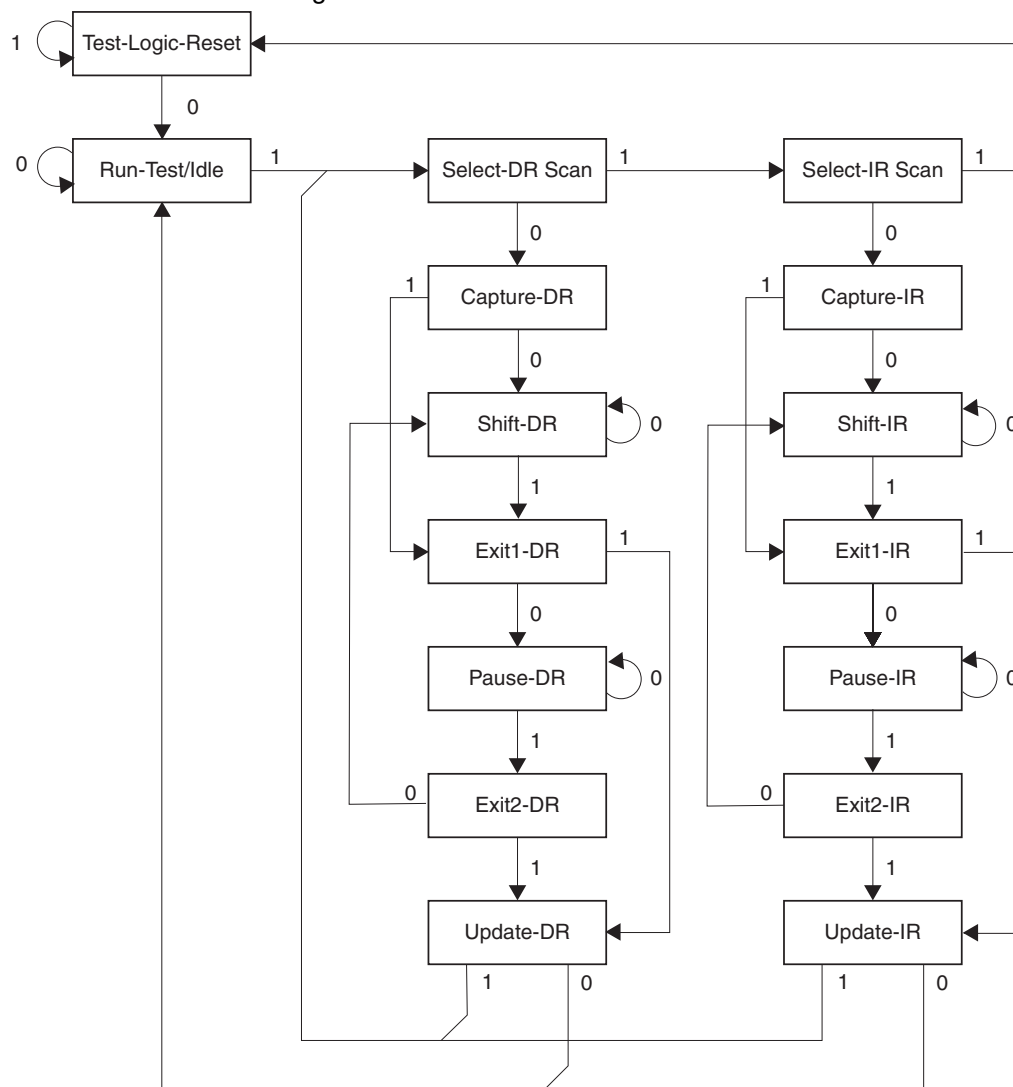 Test-Logic-Reset
1
0
Run-Test/Idle
0
1
Select-DR Scan
1
Select-IR Scan
1
0
0
Capture-DR
1
Capture-IR
1
0
0
Shift-DR
0
Shift-IR
0
1
1
Exit1-DR
1
Exit1-IR
1
0
0
Pause-DR
0
Pause-IR
0
1
1
Exit2-DR
0
Exit2-IR
0
1
1
Update-DR
Update-IR
1
0
1
0